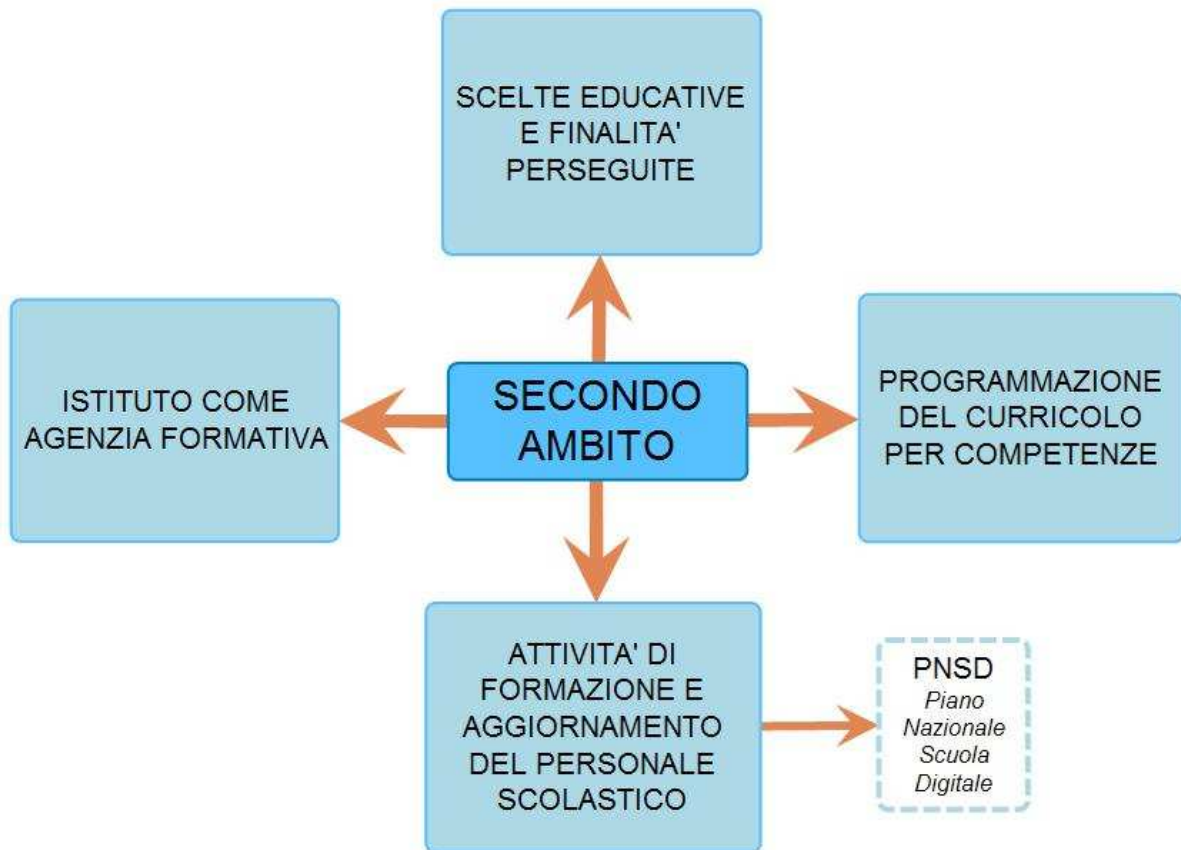 SCELTE EDUCATIVE
E FINALITA'
PERSEGUITE
ISTITUTO COME
AGENZIA FORMATIVA
SECONDO
AMBITO
PROGRAMMAZIONE
DEL CURRICOLO
PER COMPETENZE
ATTIVITA' DI
FORMAZIONE E
AGGIORNAMENTO
DEL PERSONALE
SCOLASTICO
PNSD
Piano
Nazionale
Scuola
Digitale